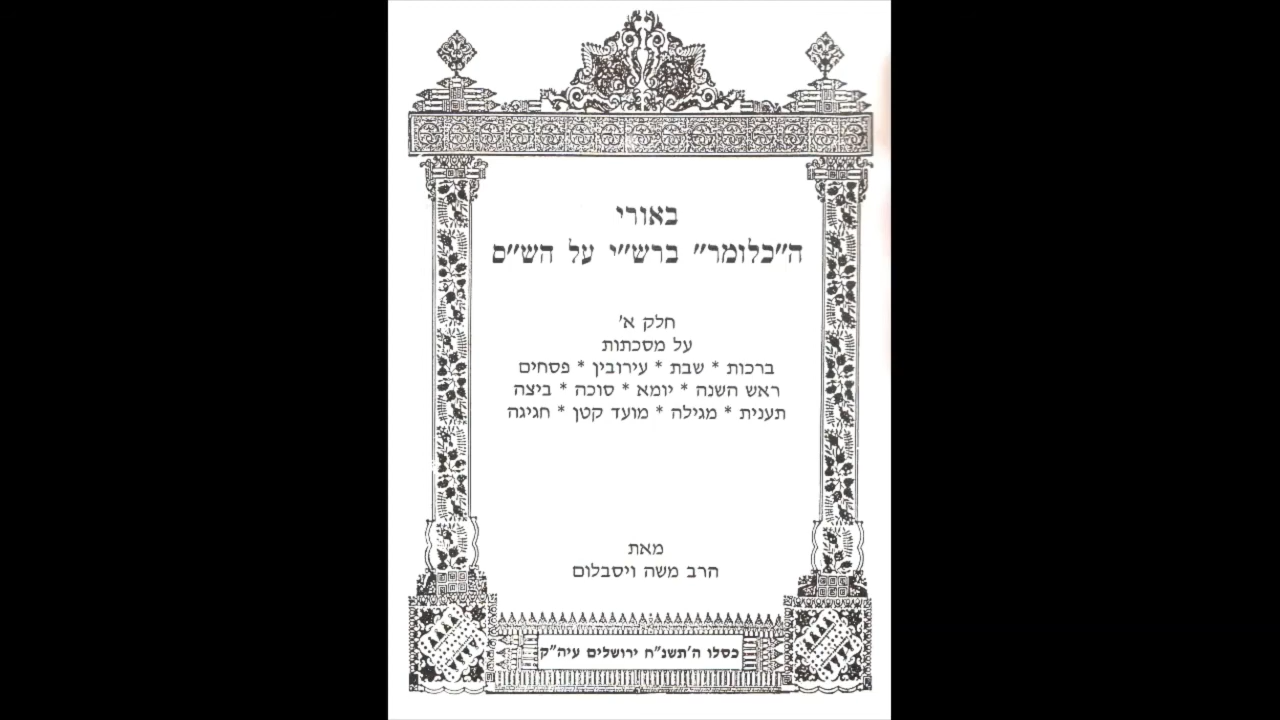 באורי
ה״כלומר״ ברש״י על הש״ס
חלק א׳
על מסכתות
ברכות * שבת * עירובין * פסחים
ראש השנה * יומא * סוכה * ביצה
תענית * מגילה * מועד קטן * חגיגה
מאת
הרב משה ויסבלום
כסלו ה׳תשנ״ח ירושלים עיה״ק